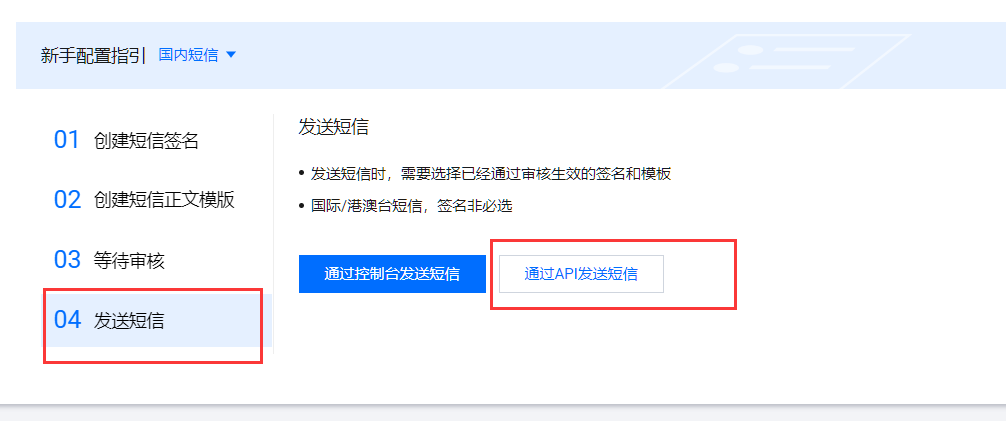 新手配置指引 国内短信
01 创建短信签名
02 创建短信正文模版
03 等待审核
04 发送短信
发送短信
• 发送短信时，需要选择已经通过审核生效的签名和模板
• 国际/港澳台短信，签名非必选
通过控制台发送短信 通过API发送短信